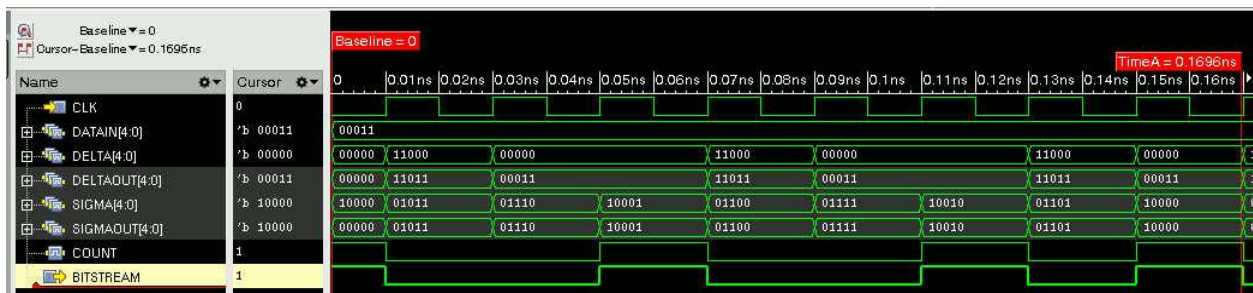 Baseline▼=0
Cursor-Baseline▼=0.1696ns
Baseline = 0
TimeA = 0.1696ns
Name Cursor 0 0.01ns 0.02ns 0.03ns 0.04ns 0.05ns 0.06ns 0.07ns 0.08ns 0.09ns 0.1ns 0.11ns 0.12ns 0.13ns 0.14ns 0.15ns 0.16ns
CLK 0
DATAIN[4:0] 'b 00011 00011
DELTA[4:0] 'b 00000 00000 11000 00000 11000 00000 11000 00000
DELTAOUT[4:0] 'b 00011 00000 11011 00011 11011 00011 11011 00011
SIGMA[4:0] 'b 10000 10000 01011 01110 10001 01100 01111 10010 01101 10000
SIGMAOUT[4:0] 'b 10000 00000 01011 01110 10001 01100 01111 10010 01101 10000
COUNT 1
BITSTREAM 1